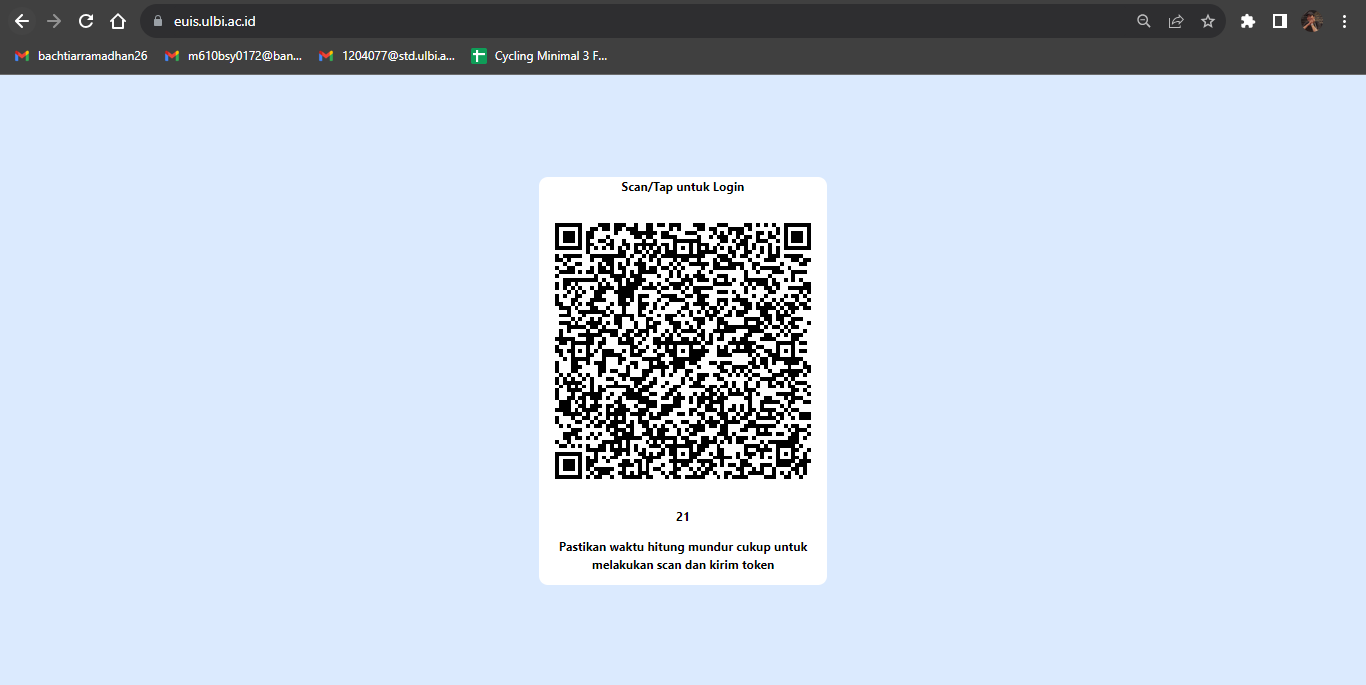 euis.ulbi.ac.id
bachtiarramadhan26
m610bsy0172@ban...
1204077@std.ulbi.a...
Cycling Minimal 3 F...
Scan/Tap untuk Login
21
Pastikan waktu hitung mundur cukup untuk
melakukan scan dan kirim token